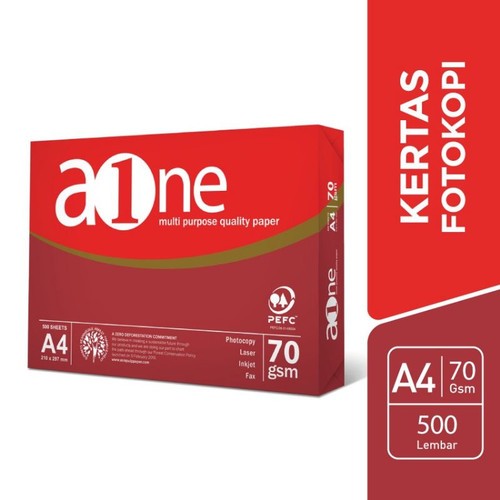 a1ne
multi purpose quality paper
A4 70 gsm
a1ne
PEFC
500 SHEETS
A4
210 x 297 mm
A ZERO DEFORESTATION COMMITMENT
Photocopy
Laser
Inkjet
Fax
70
gsm
KERTAS
FOTOKOPI
A4
70
Gsm
500
Lembar